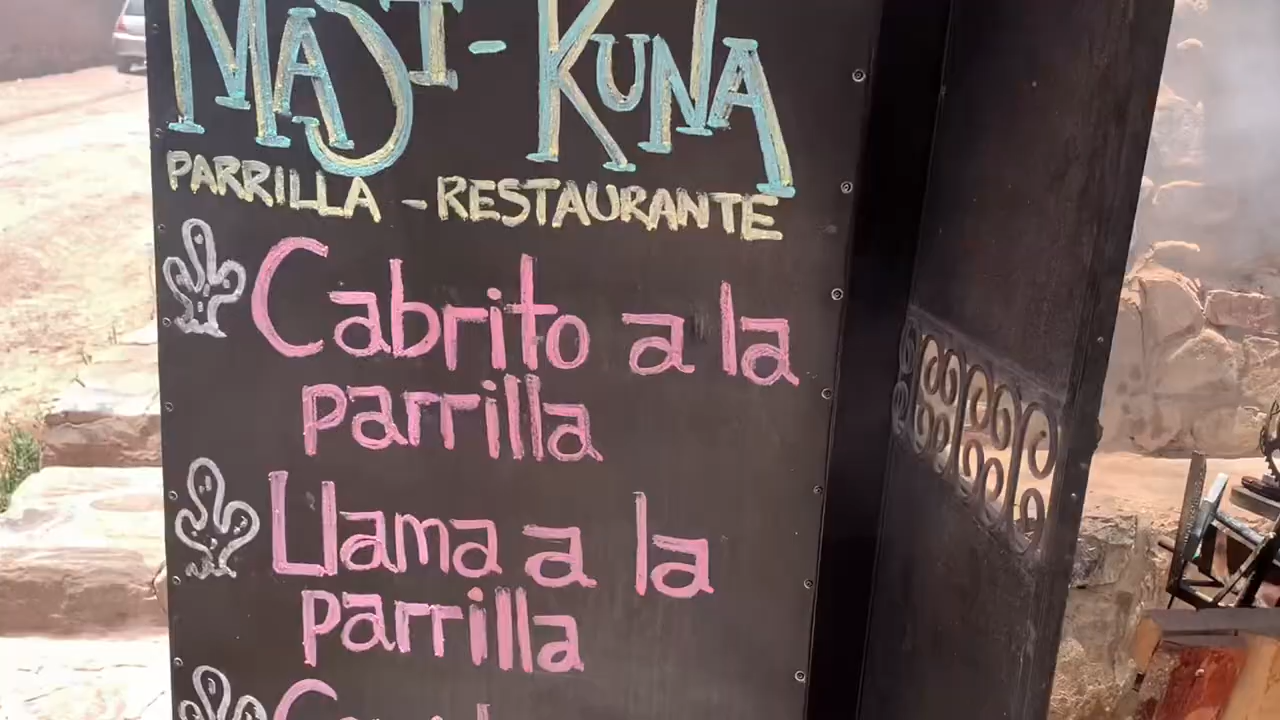 MASI-KUNA
PARRILLA - RESTAURANTE
Cabrito a la
parrilla
Llama a la
parrilla